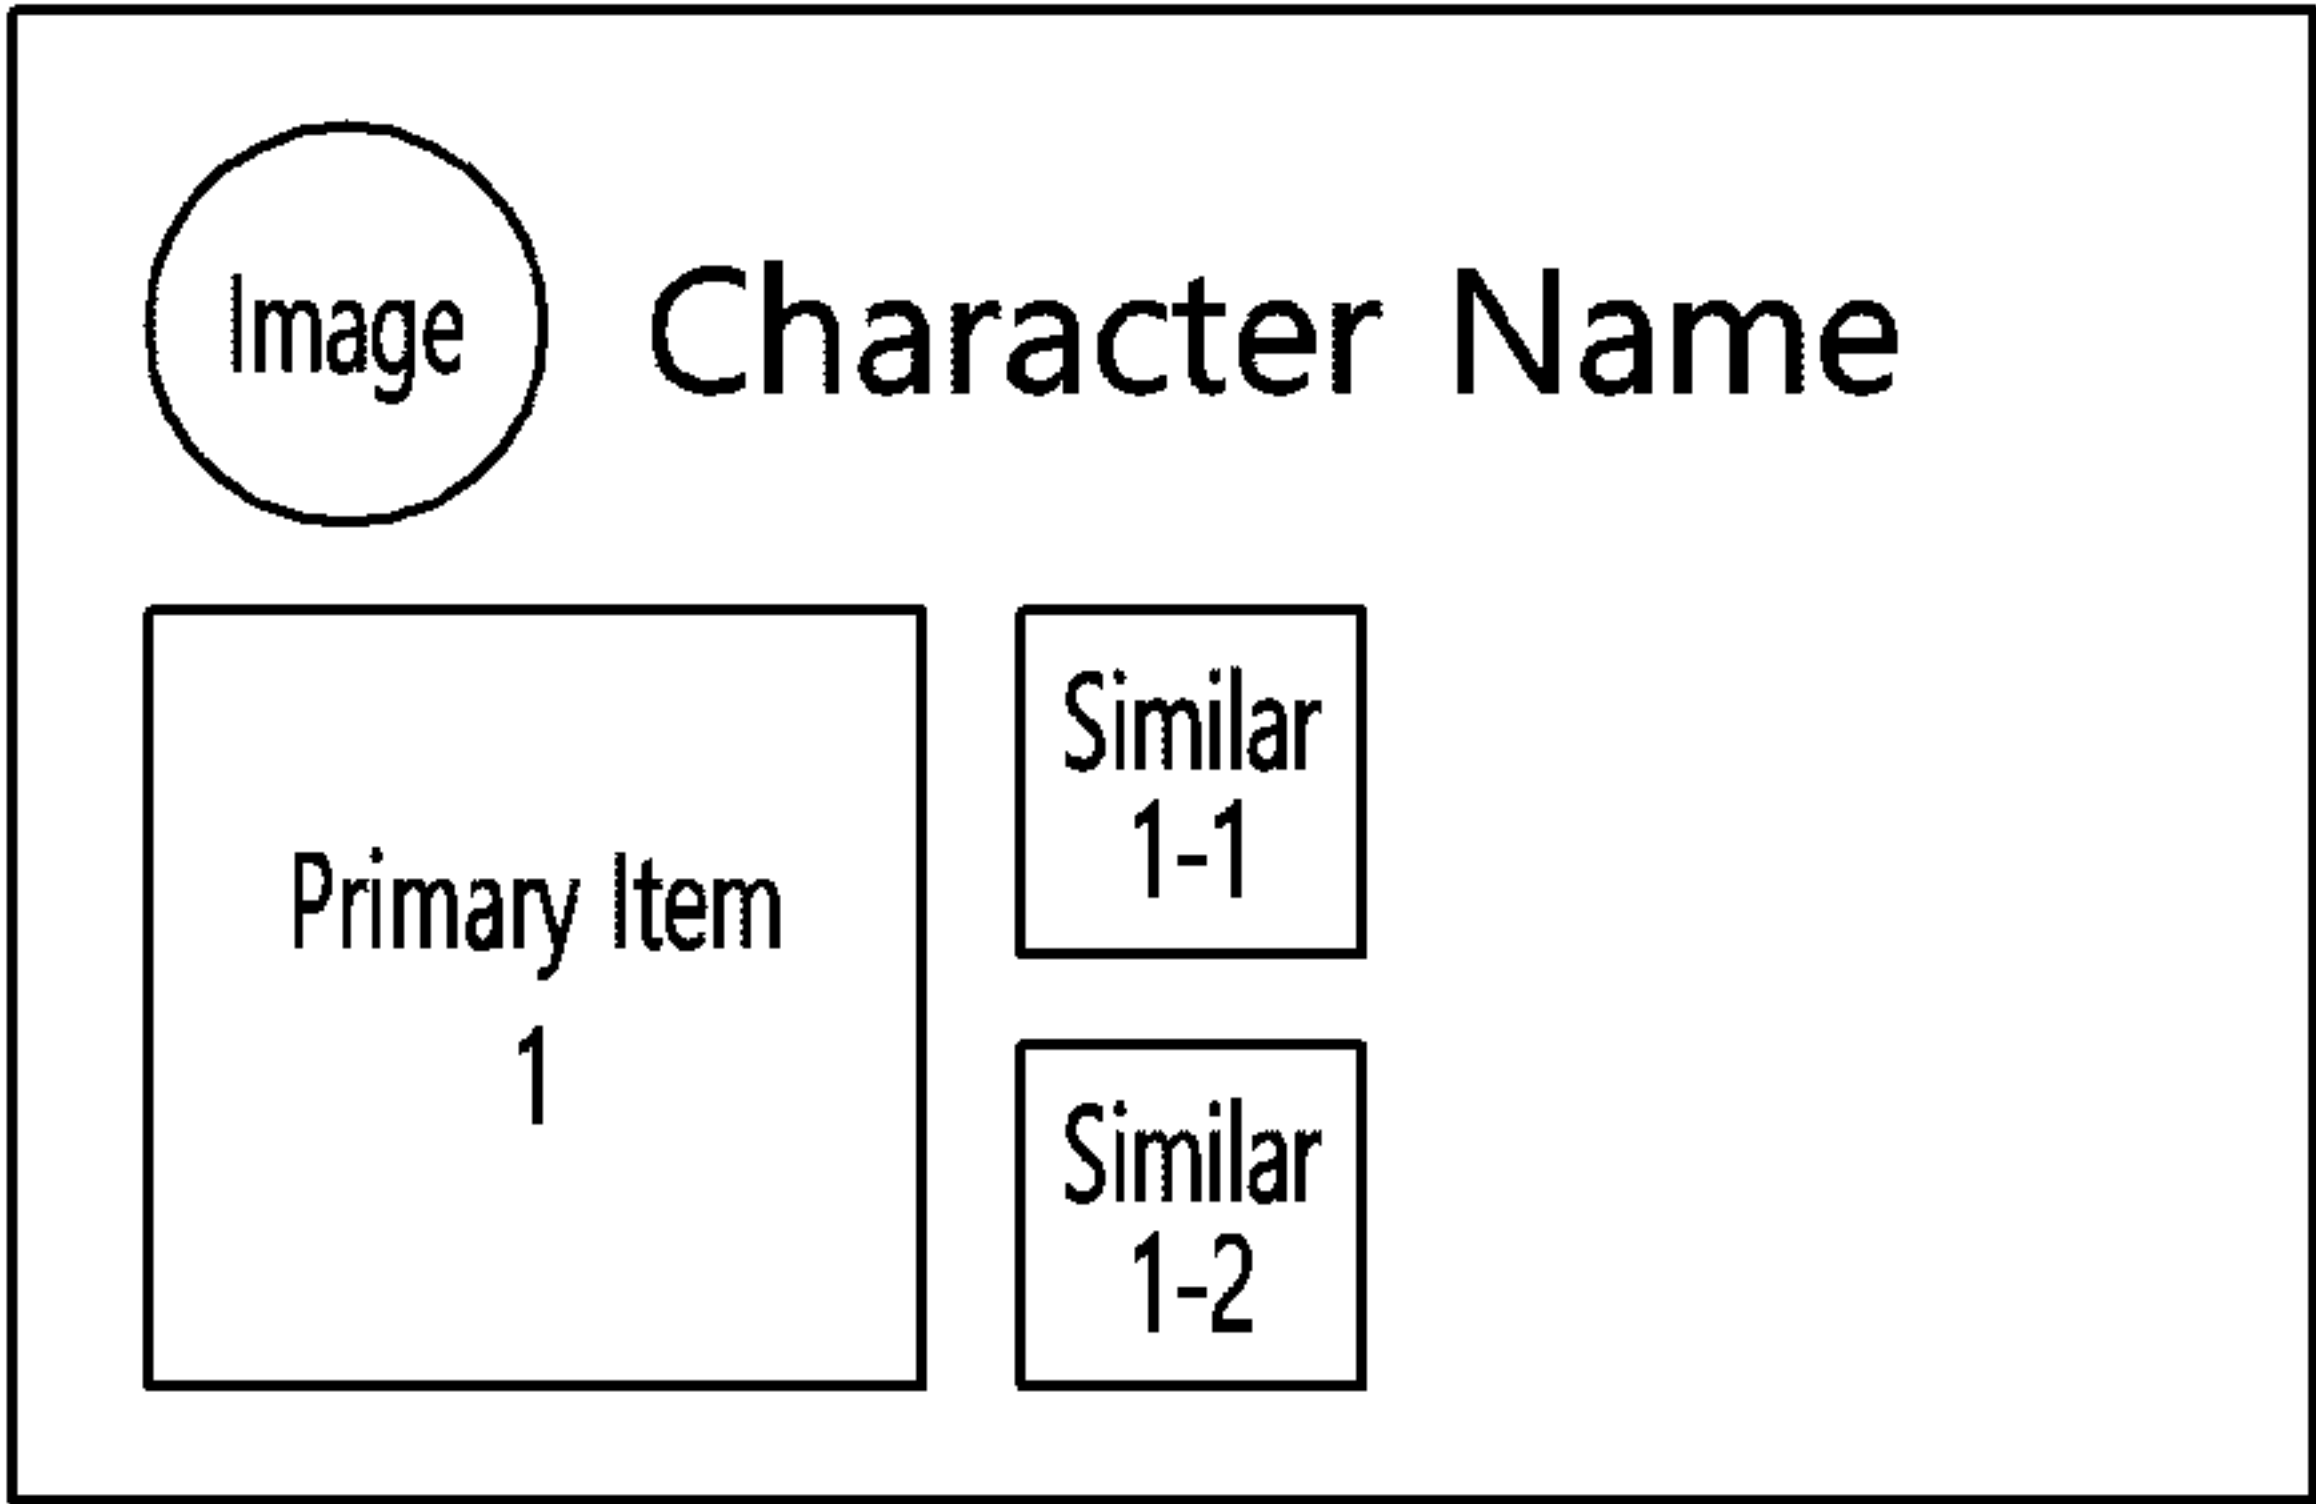 Image
Character Name
Primary Item
1
Similar
1-1
Similar
1-2